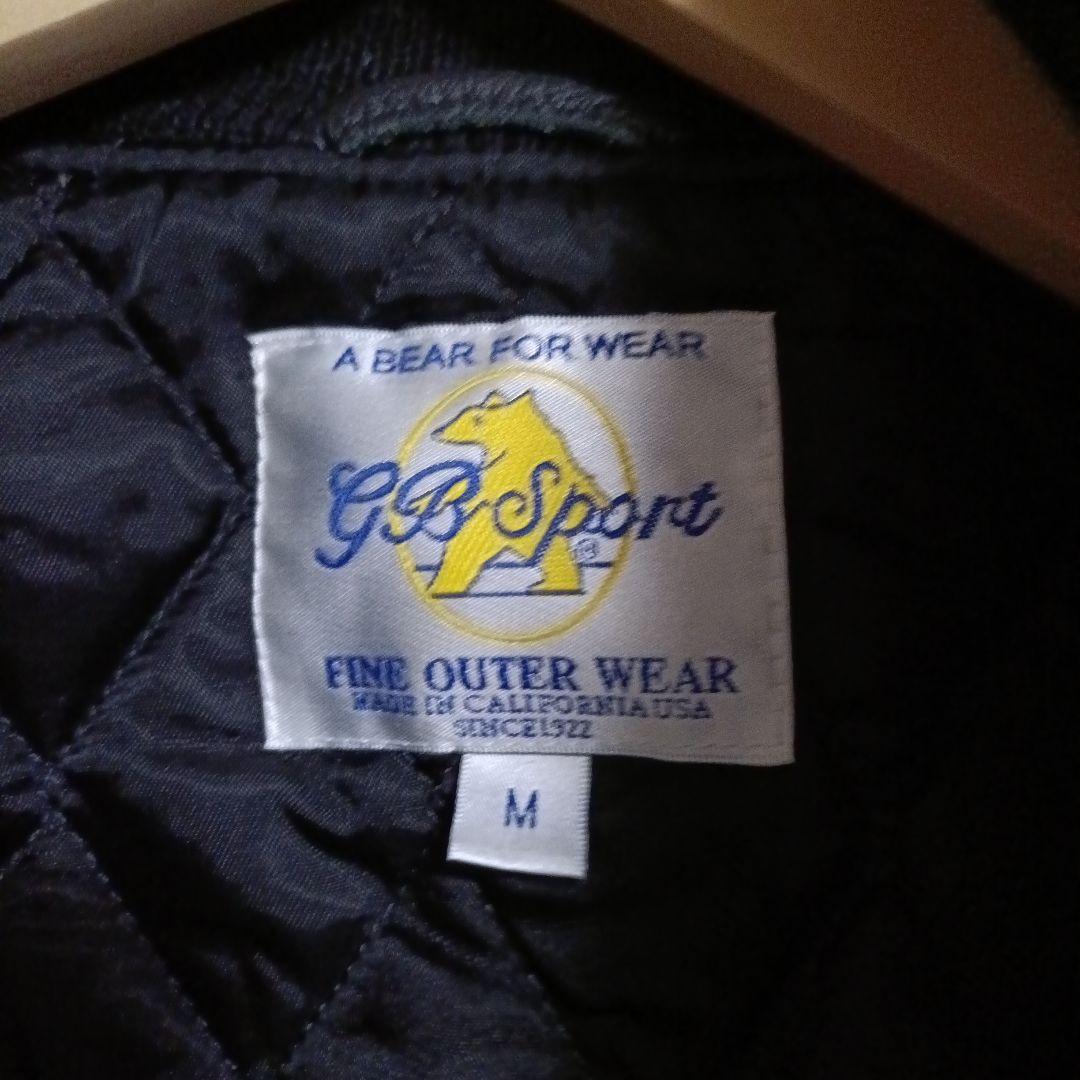 A BEAR FOR WEAR
GB Sport ®
FINE OUTER WEAR
MADE IN CALIFORNIA USA
SINCE1922
M